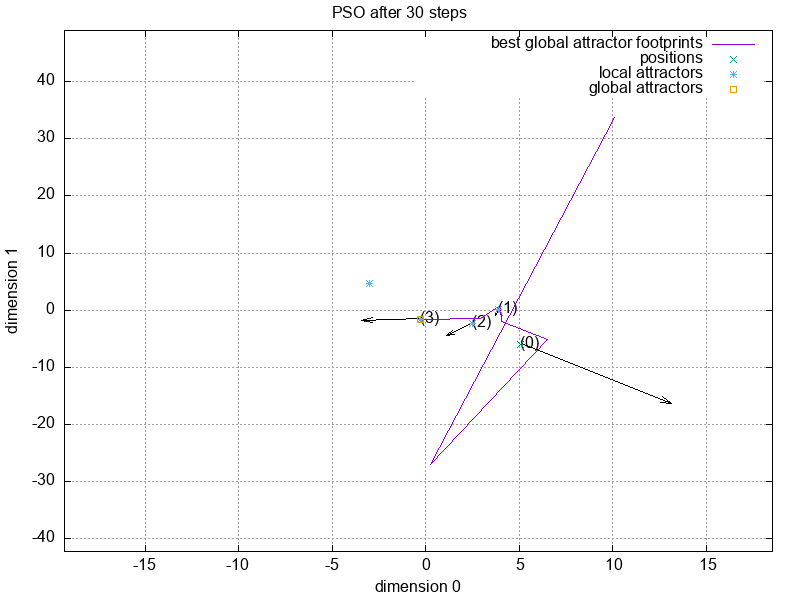 PSO after 30 steps
best global attractor footprints
positions
local attractors
global attractors
40
30
20
10
0
-10
-20
-30
-40
dimension 1
(3)
(2)
(1)
(0)
-15
-10
-5
0
5
10
15
dimension 0